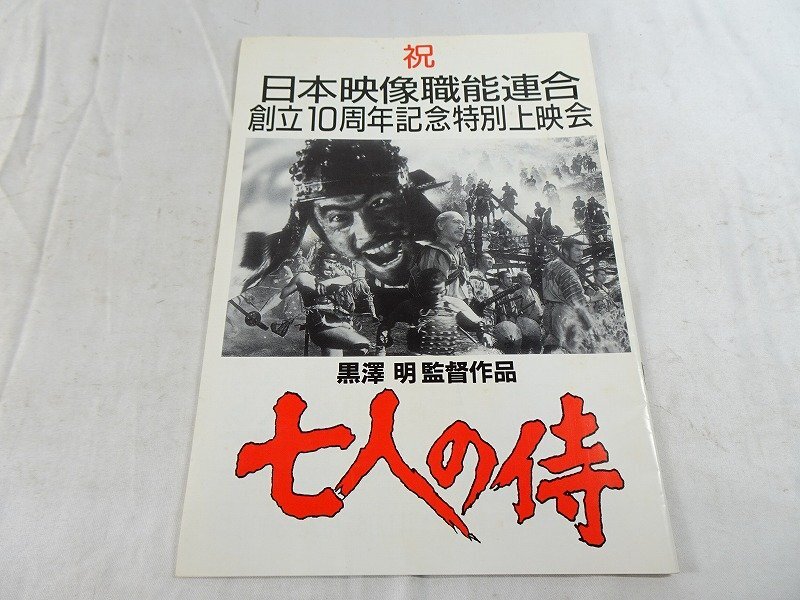 祝
日本映像職能連合
創立10周年記念特別上映会
黒澤 明 監督作品
七人の侍